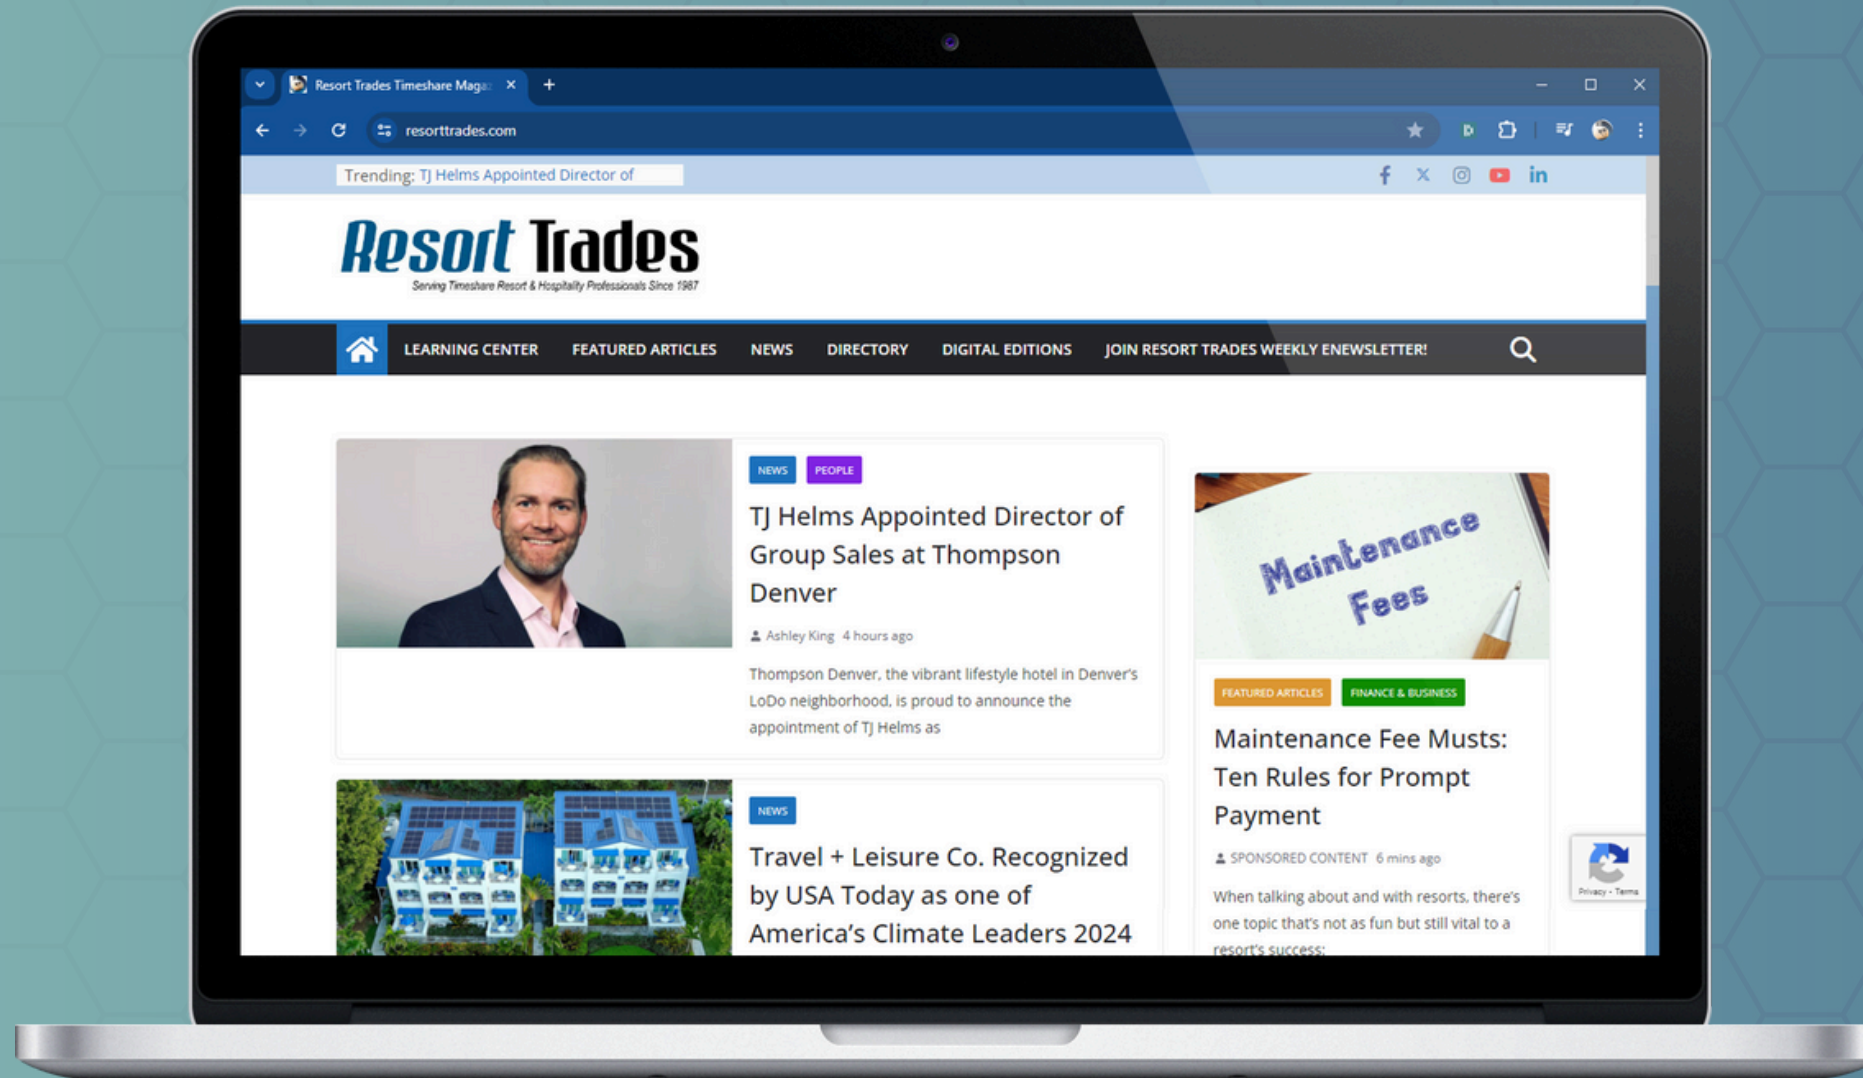 Resort Trades Timeshare Magaz
resorttrades.com
Trending: TJ Helms Appointed Director of
Resort Trades
Serving Timeshare Resort & Hospitality Professionals Since 1987
LEARNING CENTER FEATURED ARTICLES NEWS DIRECTORY DIGITAL EDITIONS JOIN RESORT TRADES WEEKLY ENEWSLETTER!
NEWS PEOPLE
TJ Helms Appointed Director of
Group Sales at Thompson
Denver
Ashley King 4 hours ago
Thompson Denver, the vibrant lifestyle hotel in Denver's
LoDo neighborhood, is proud to announce the
appointment of TJ Helms as
NEWS
Travel + Leisure Co. Recognized
by USA Today as one of
America's Climate Leaders 2024
Maintenance
Fees
FEATURED ARTICLES FINANCE & BUSINESS
Maintenance Fee Musts:
Ten Rules for Prompt
Payment
SPONSORED CONTENT 6 mins ago
When talking about and with resorts, there's
one topic that's not as fun but still vital to a
resort's success:
Privacy - Terms